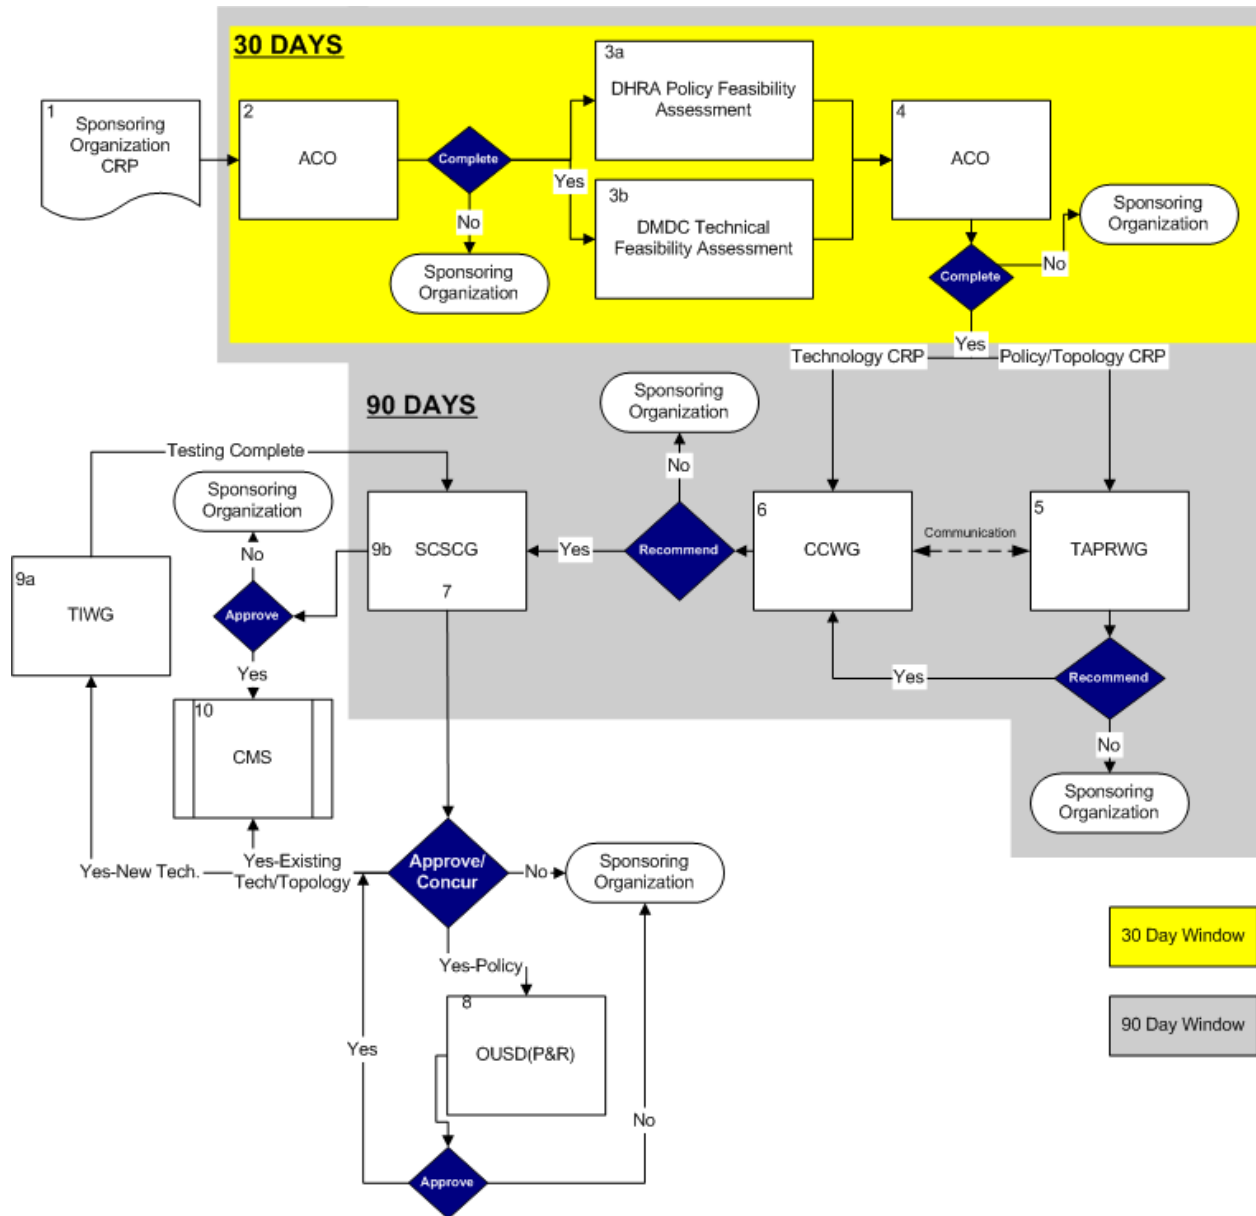 30 DAYS
1
Sponsoring
Organization
CRP
2
ACO
Complete
No
Sponsoring
Organization
Yes
3a
DHRA Policy Feasibility
Assessment
3b
DMDC Technical
Feasibility Assessment
4
ACO
Complete
No
Sponsoring
Organization
Yes
Technology CRP
Policy/Topology CRP
90 DAYS
Sponsoring
Organization
No
Recommend
Yes
6
CCWG
Communication
5
TAPRWG
Recommend
Yes
No
Sponsoring
Organization
Testing Complete
Sponsoring
Organization
No
Approve
Yes
9b
SCSCG
7
9a
TIWG
10
CMS
Yes-New Tech.
Yes-Existing
Tech/Topology
Approve/
Concur
No
Sponsoring
Organization
Yes-Policy
8
OUSD(P&R)
Yes
No
Approve
30 Day Window
90 Day Window